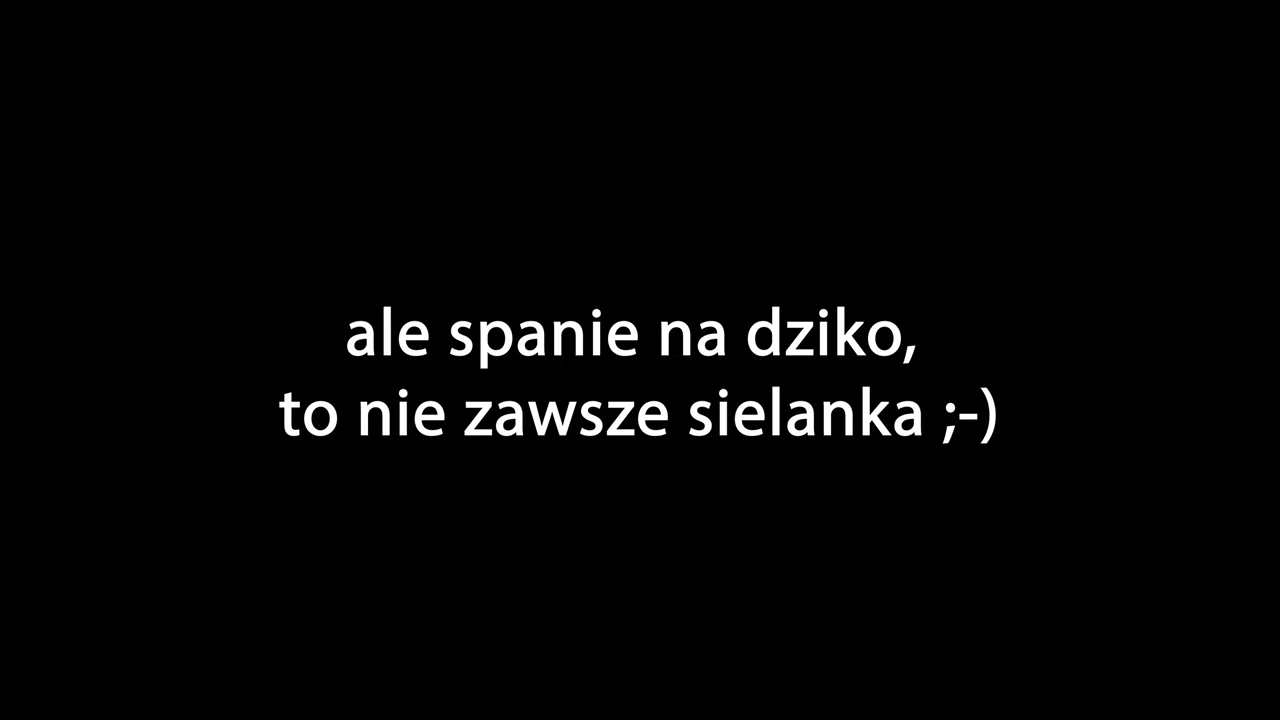 ale spanie na dziko,
to nie zawsze sielanka ;-)